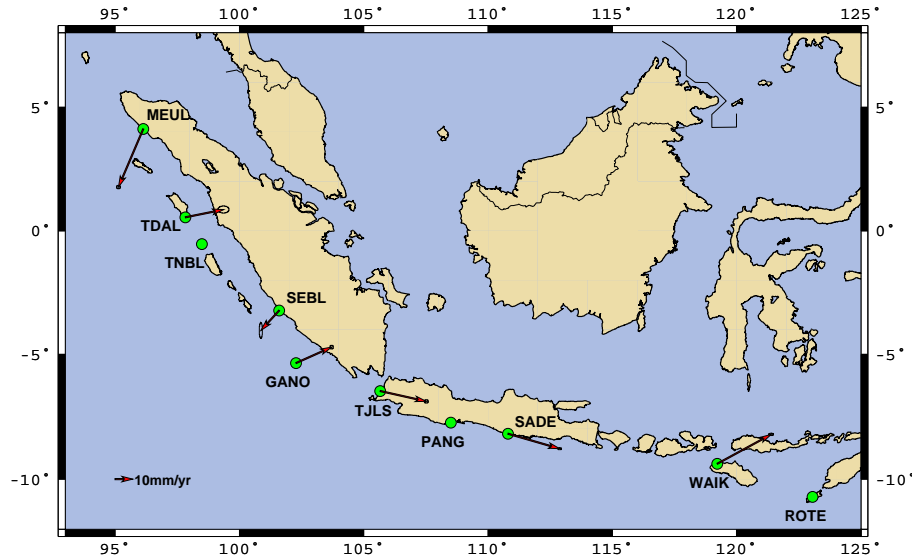 95˚ 100˚ 105˚ 110˚ 115˚ 120˚ 125˚
5˚ 5˚
MEUL
TDAL
0˚ 0˚
TNBL
SEBL
-5˚ -5˚
GANO
TJLS
SADE
PANG
WAIK
-10˚ 10mm/yr -10˚
ROTE
95˚ 100˚ 105˚ 110˚ 115˚ 120˚ 125˚